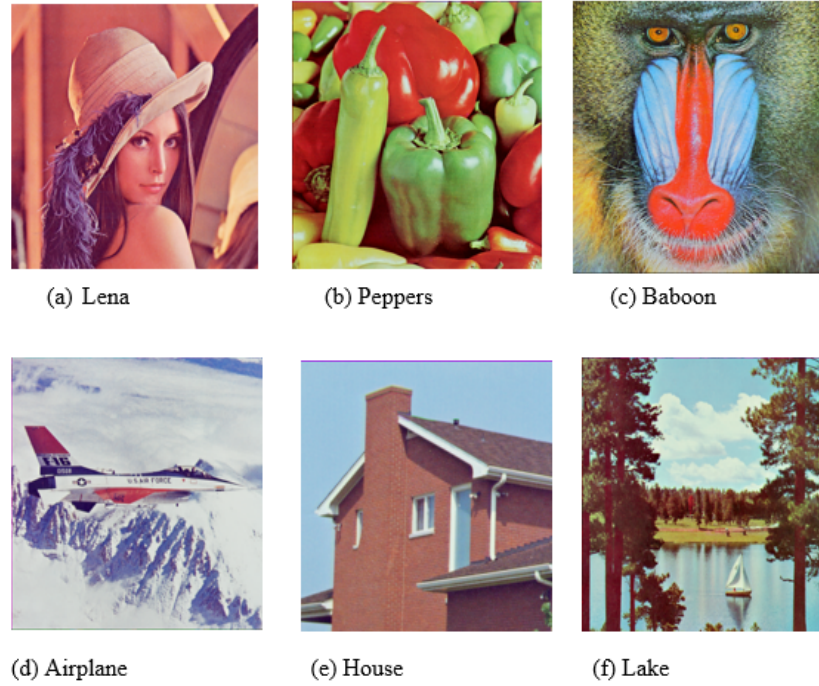 (a) Lena
(b) Peppers
(c) Baboon
F16
U.S. AIR FORCE
(d) Airplane
(e) House
(f) Lake